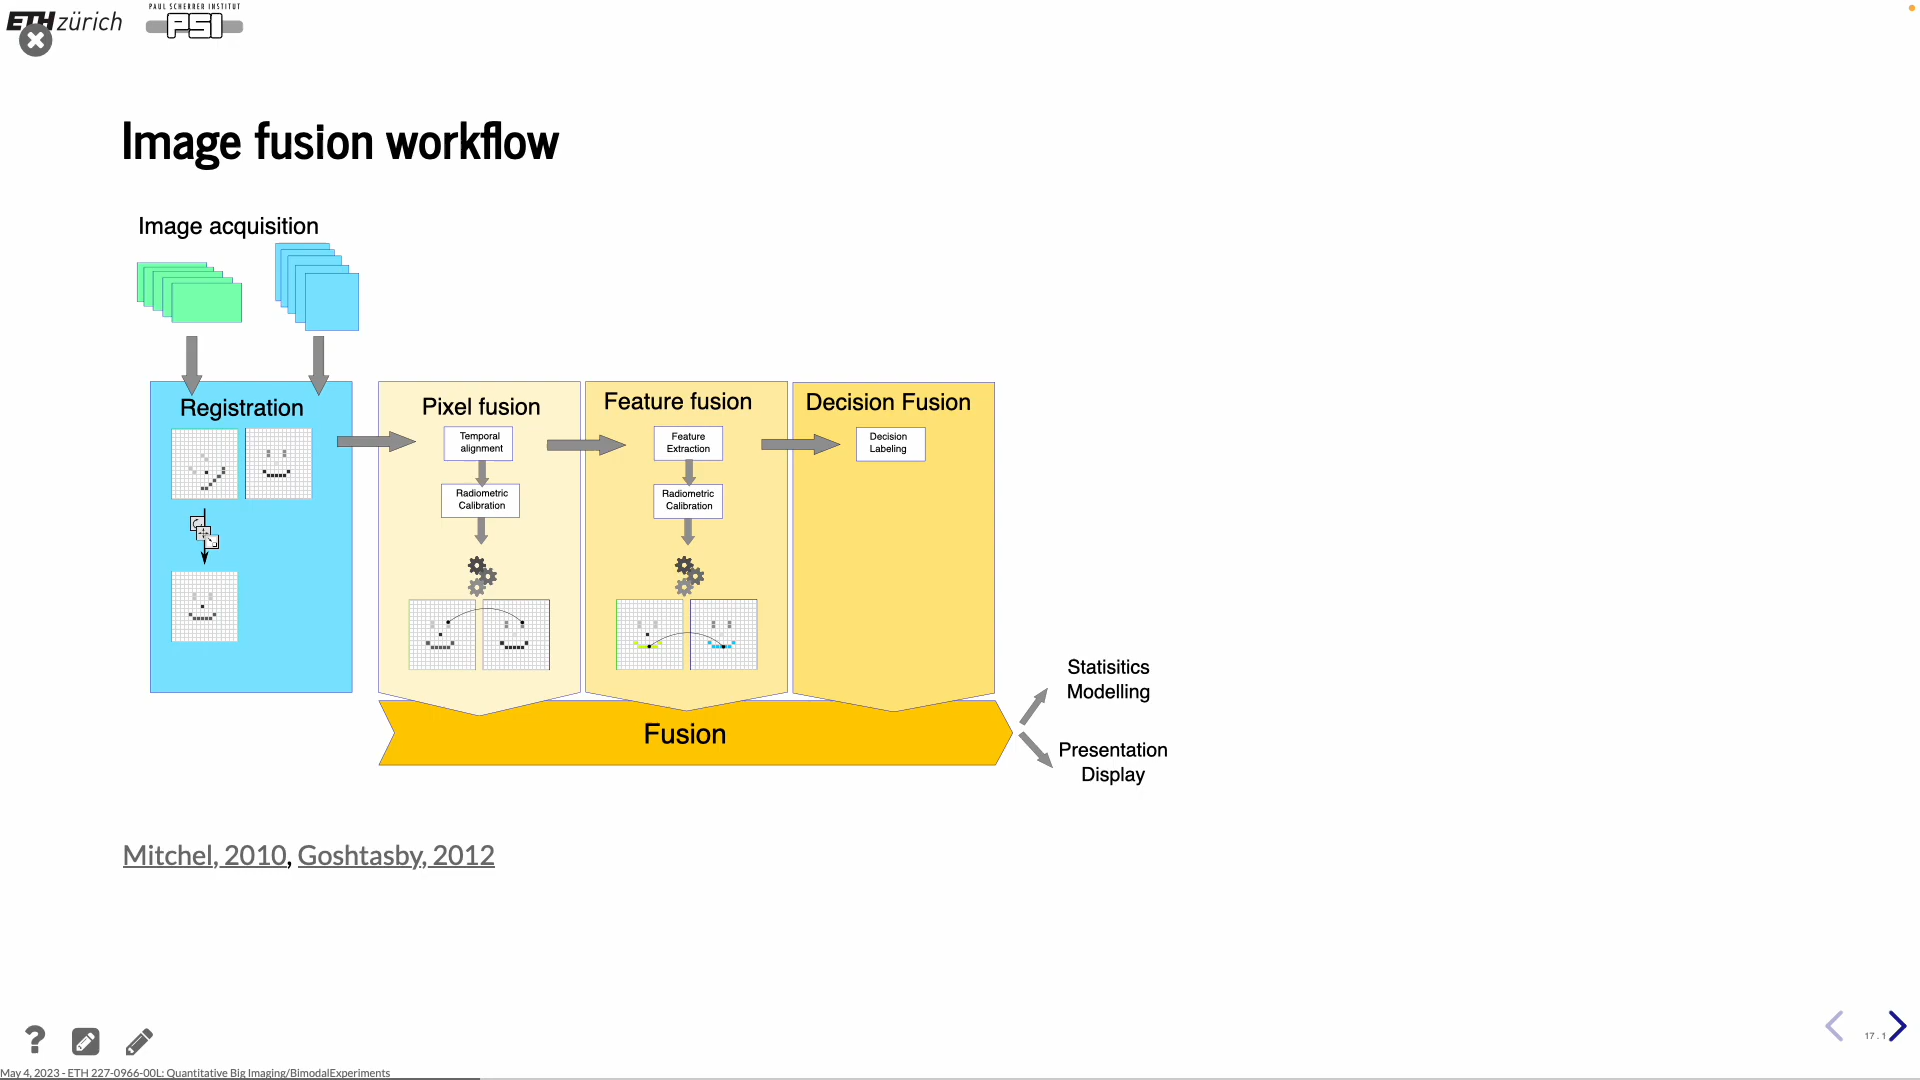 ETH zürich
PAUL SCHERRER INSTITUT
PSI
Image fusion workflow
Image acquisition
Registration
Pixel fusion
Temporal
alignment
Radiometric
Calibration
Feature fusion
Feature
Extraction
Radiometric
Calibration
Decision Fusion
Decision
Labeling
Fusion
Statisitics
Modelling
Presentation
Display
Mitchel, 2010, Goshtasby, 2012
?
17 . 1
May 4, 2023 - ETH 227-0966-00L: Quantitative Big Imaging/BimodalExperiments